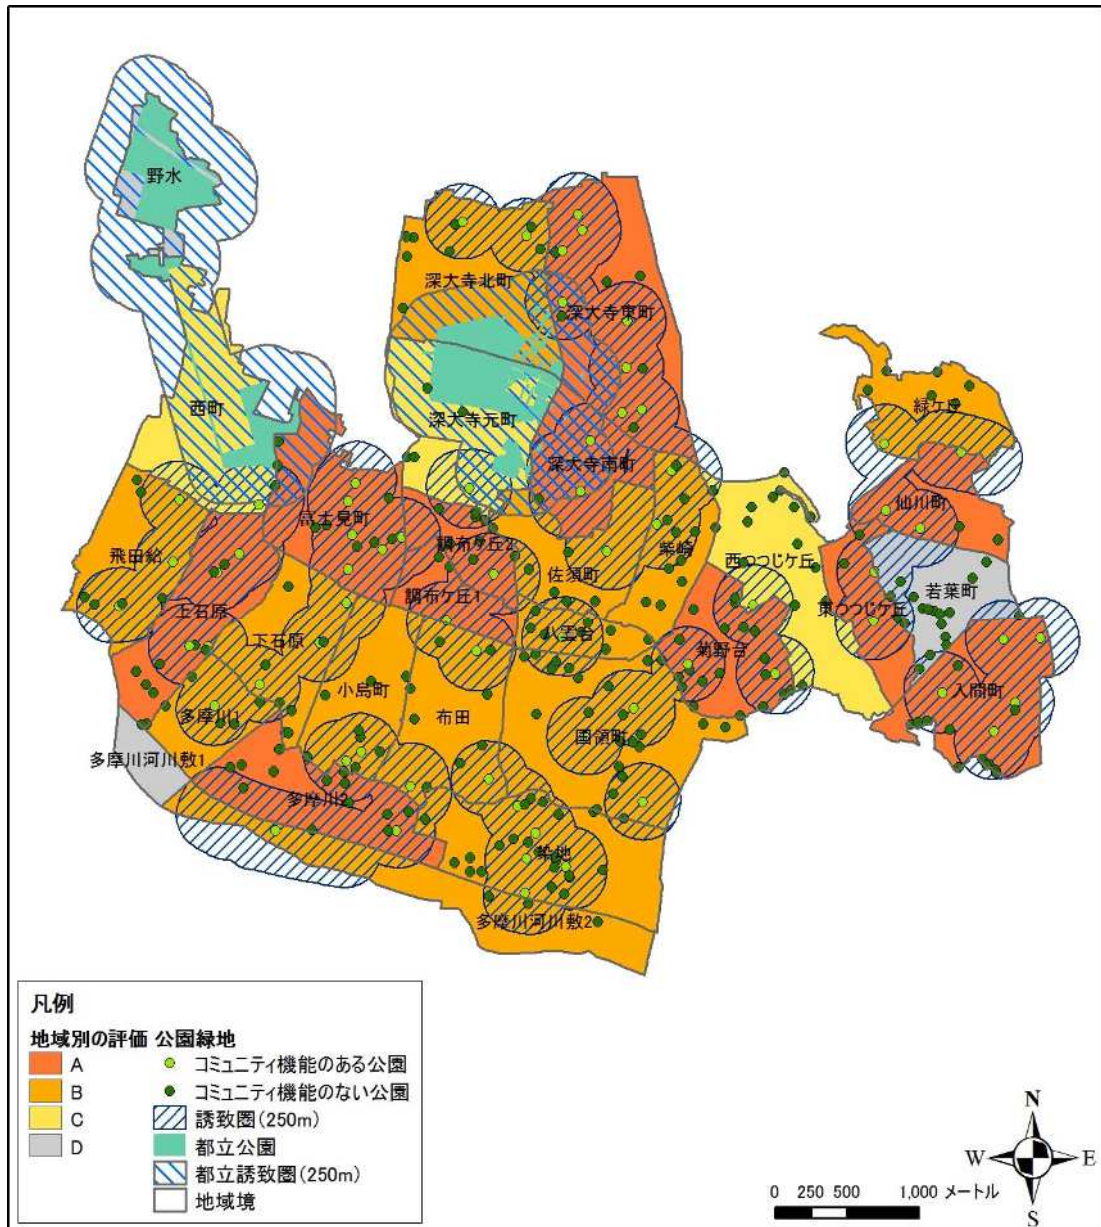 野水
深大寺北町
深大寺東町
西町
深大寺元町
緑ケ丘
深大寺南町
仙川町
富士見町
調布ケ丘2
柴崎
飛田給
西つつじケ丘
佐須町
若葉町
上石原
調布ケ丘1
東つつじケ丘
下石原
八雲台
菊野台
小島町
入間町
多摩川1
布田
国領町
多摩川河川敷1
多摩川2
染地
多摩川河川敷2
凡例
地域別の評価 公園緑地
A コミュニティ機能のある公園
B コミュニティ機能のない公園
C 誘致圏(250m)
D 都立公園
都立誘致圏(250m)
地域境
N
W E
S
0 250 500 1,000 メートル